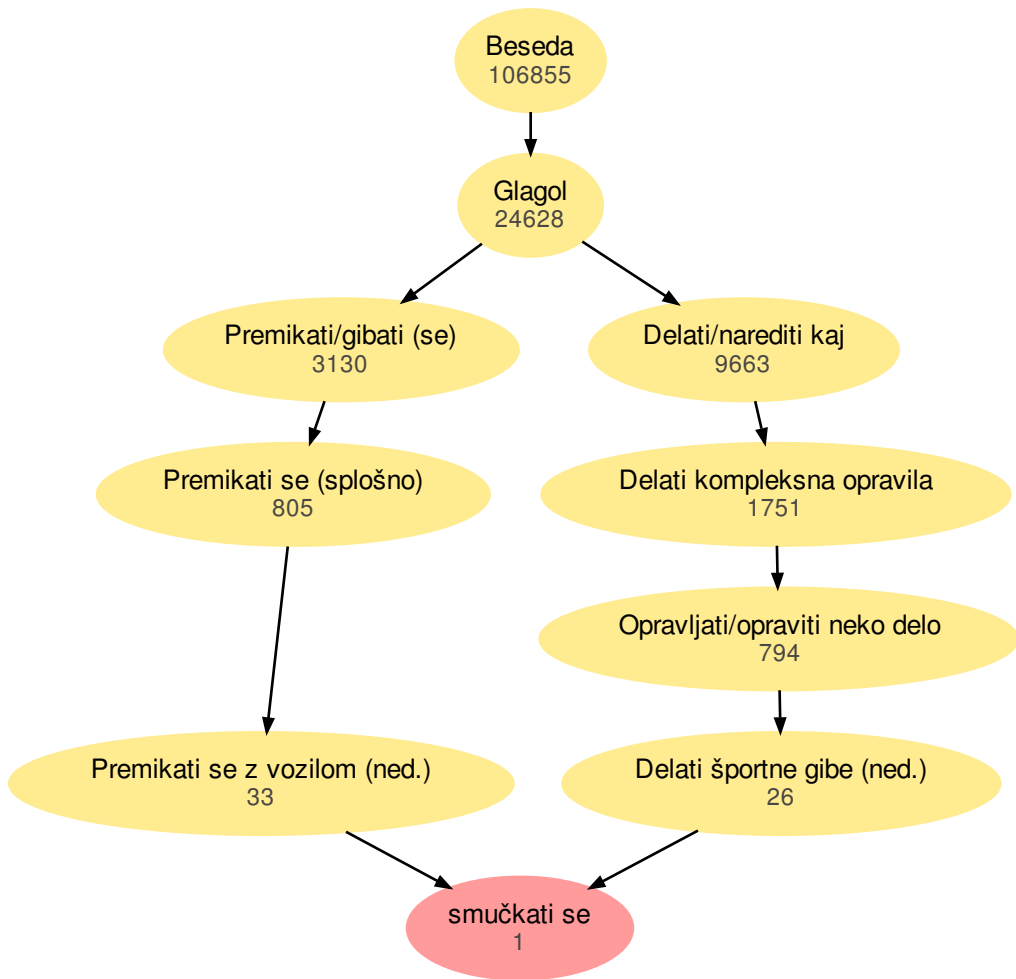 Beseda
106855
Glagol
24628
Premikati/gibati (se)
3130
Delati/narediti kaj
9663
Premikati se (splošno)
805
Delati kompleksna opravila
1751
Opravljati/opraviti neko delo
794
Premikati se z vozilom (ned.)
33
Delati športne gibe (ned.)
26
smučkati se
1